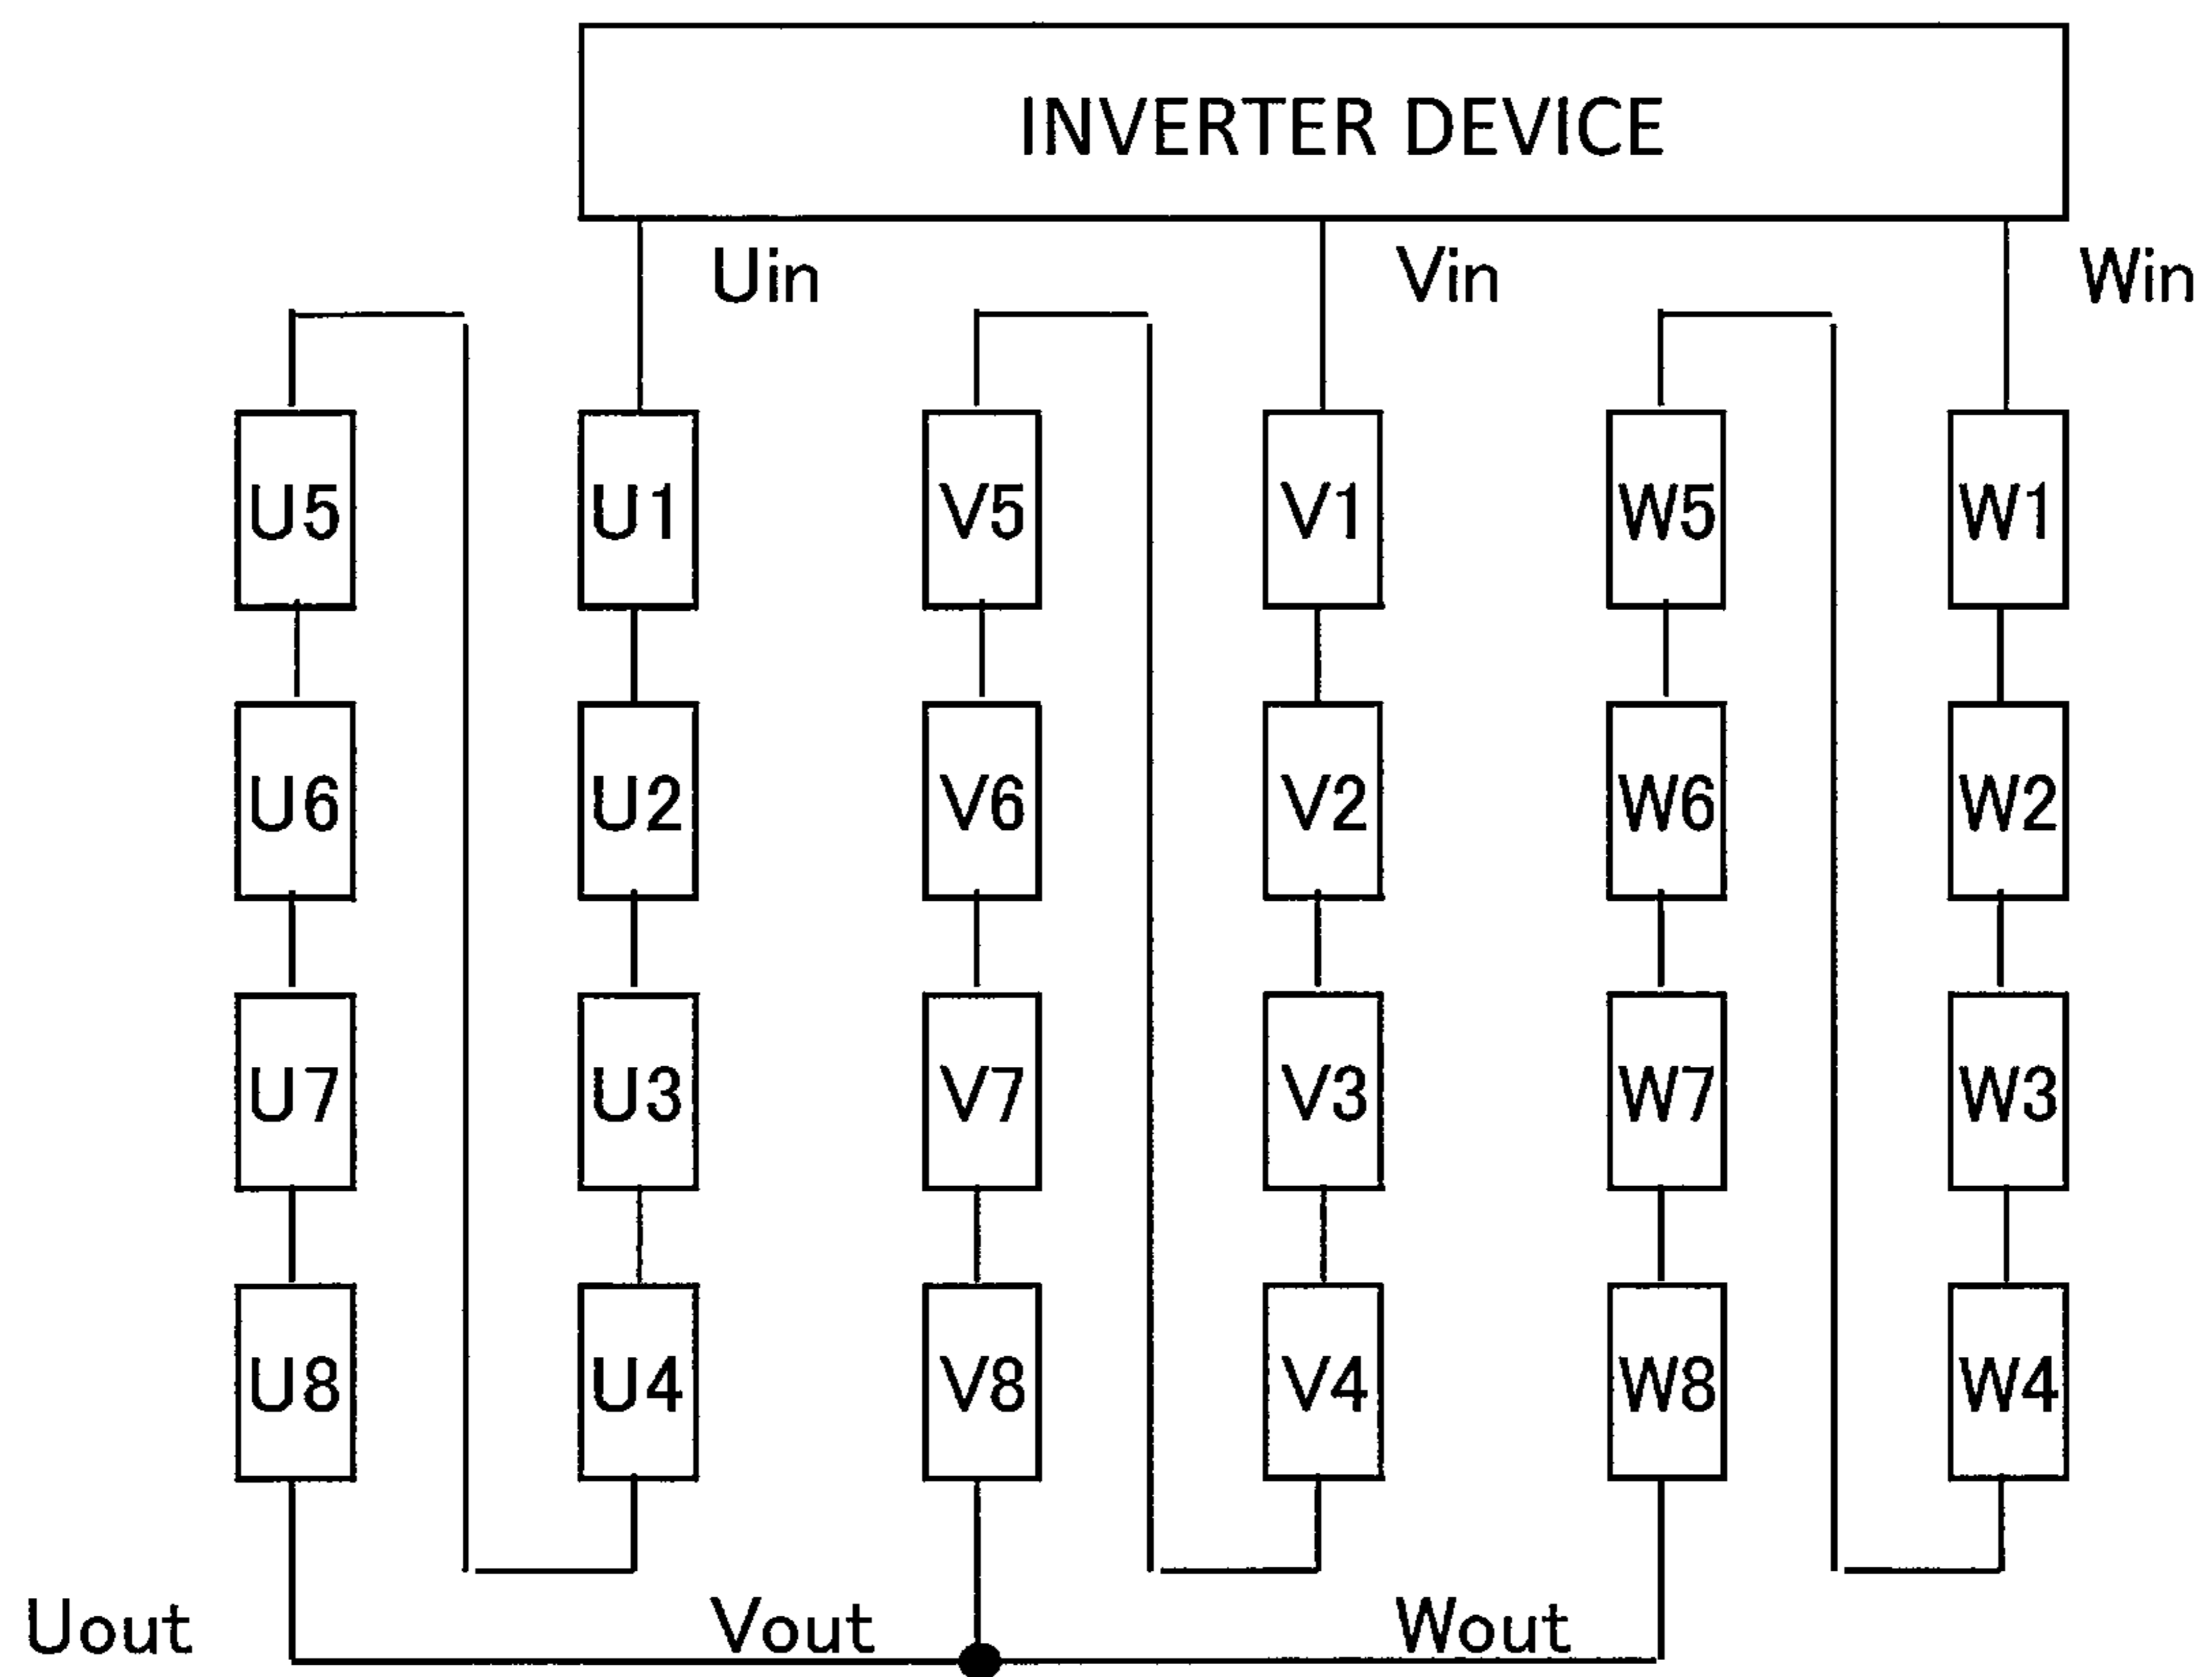 INVERTER DEVICE
Uin Vin Win
U5 U1 V5 V1 W5 W1
U6 U2 V6 V2 W6 W2
U7 U3 V7 V3 W7 W3
U8 U4 V8 V4 W8 W4
Uout Vout Wout